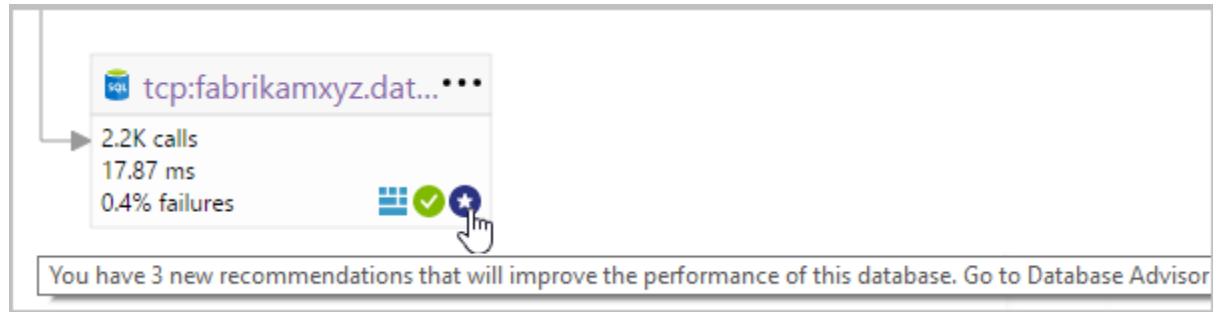 SQL
tcp:fabrikamxyz.dat...
2.2K calls
17.87 ms
0.4% failures
You have 3 new recommendations that will improve the performance of this database. Go to Database Advisor